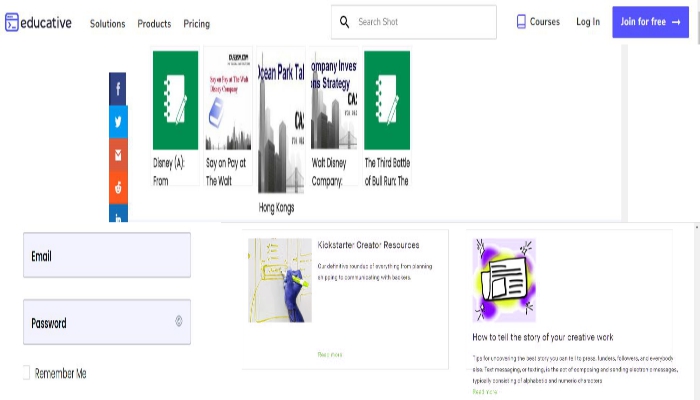 educative
Solutions Products Pricing
Search Shot
Courses Log In Join for free
Disney (A):
From
Say on Pay at The Walt
Disney Company
Say on Pay at
The Walt
Ocean Park Tal
CA:
Hong Kongs
ompany Inves
ons Strategy
CA:
Walt Disney
Company:
The Third Battle
of Bull Run: The
f
in
Email
Password
Remember Me
Kickstarter Creator Resources
Our definitive roundup of everything from planning
shipping to communicating with backers.
Read more
How to tell the story of your creative work
Tips for uncovering the best story you can tell to press, funders, followers, and everybody
else. Text messaging, or texting, is the act of composing and sending electronic messages,
typically consisting of alphabetic and numeric characters
Read more